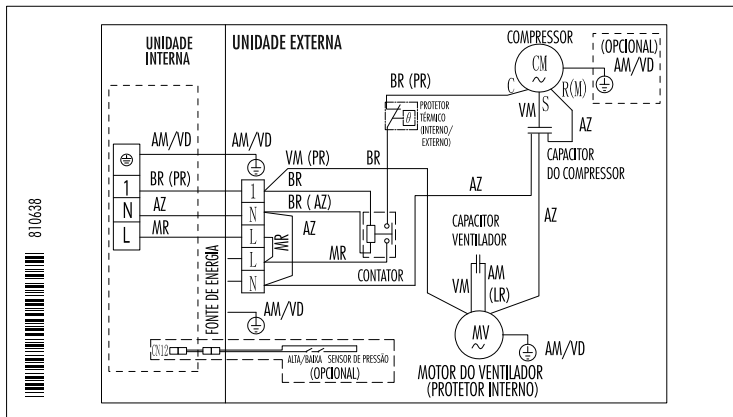 810638
UNIDADE
INTERNA
UNIDADE EXTERNA
COMPRESSOR
CM
~
(OPCIONAL)
AM/VD
BR (PR)
C
R(M)
S
PROTETOR
TÉRMICO
(INTERNO/
EXTERNO)
θ
VM
AZ
CAPACITOR
DO COMPRESSOR
AM/VD
AM/VD
VM (PR)
BR
1
BR (PR)
1
BR
N
AZ
N
BR ( AZ)
L
MR
L
AZ
MR
L
MR
N
CONTATOR
AZ
AZ
CAPACITOR
VENTILADOR
VM
AM
(LR)
FONTE DE ENERGIA
AM/VD
MV
~
AM/VD
CN12
ALTA/BAIXA SENSOR DE PRESSÃO
(OPCIONAL)
MOTOR DO VENTILADOR
(PROTETOR INTERNO)